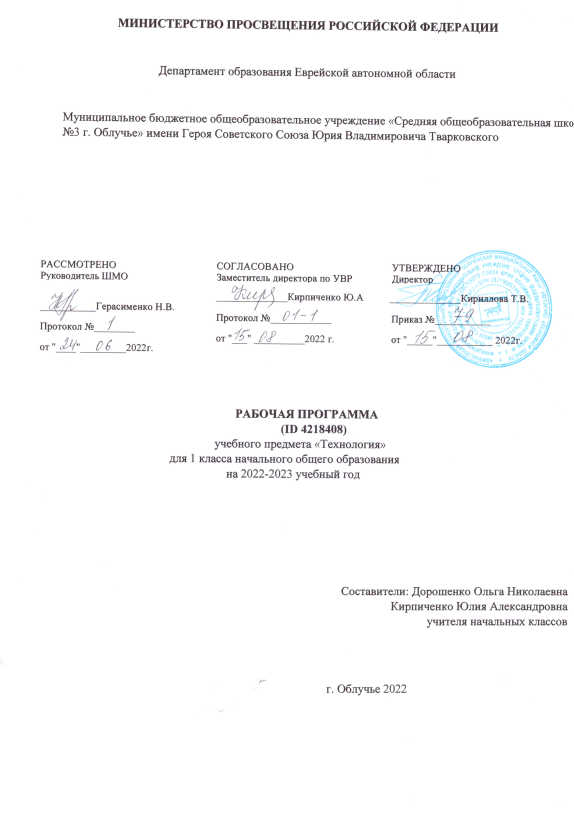 МИНИСТЕРСТВО ПРОСВЕЩЕНИЯ РОССИЙСКОЙ ФЕДЕРАЦИИ
Департамент образования Еврейской автономной области
Муниципальное бюджетное общеобразовательное учреждение «Средняя общеобразовательная шко
№3 г. Облучье» имени Героя Советского Союза Юрия Владимировича Тварковского
РАССМОТРЕНО
Руководитель ШМО
Герасименко Н.В.
Протокол № 1
от "24" 06 2022г.
СОГЛАСОВАНО
Заместитель директора по УВР
Кирпиченко Ю.А
Протокол № 01-1
от "15" 08 2022 г.
УТВЕРЖДЕНО
Директор
Кириллова Т.В.
Приказ № 79
от "15" 08 2022г.
РАБОЧАЯ ПРОГРАММА
(ID 4218408)
учебного предмета «Технология»
для 1 класса начального общего образования
на 2022-2023 учебный год
Составители: Дорошенко Ольга Николаевна
Кирпиченко Юлия Александровна
учителя начальных классов
г. Облучье 2022